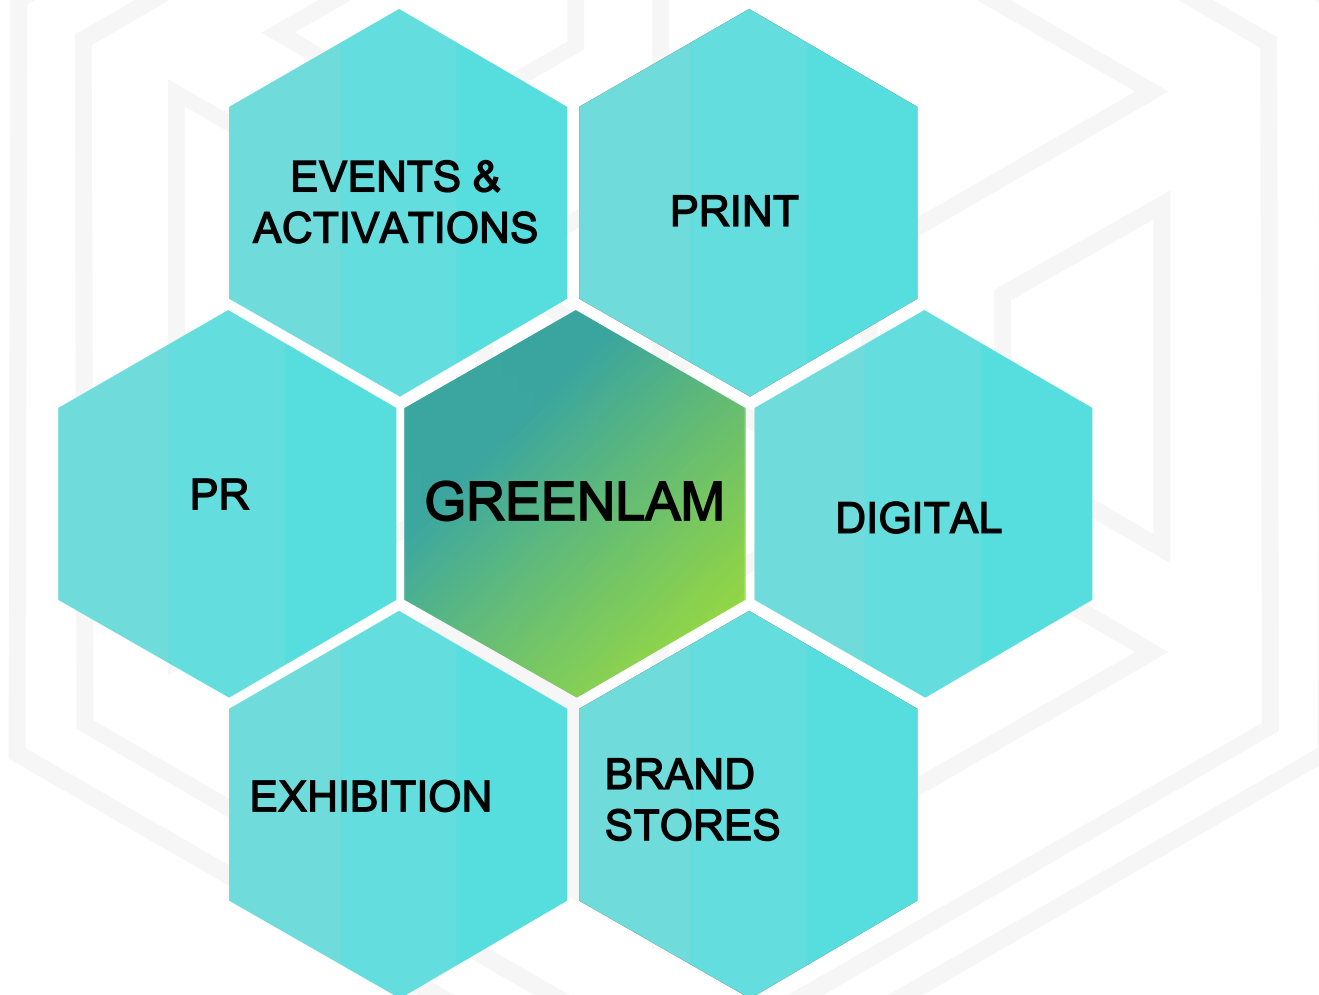 EVENTS &
ACTIVATIONS
PRINT
PR
GREENLAM
DIGITAL
EXHIBITION
BRAND
STORES